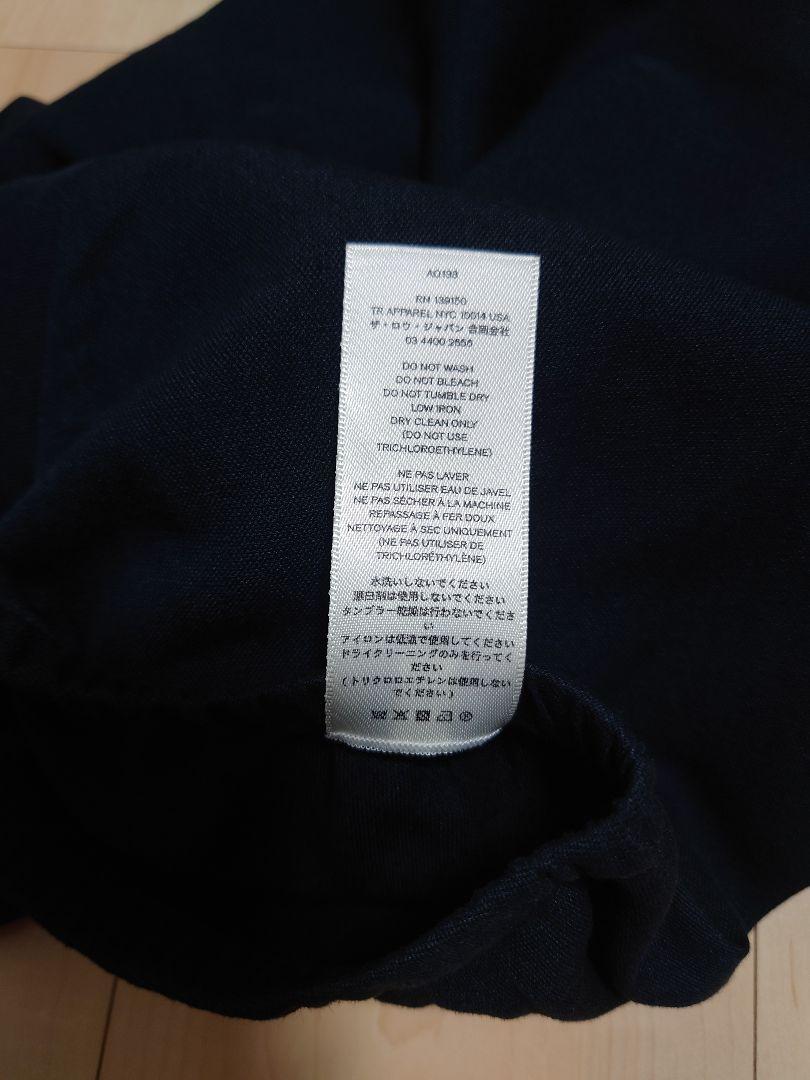 AQ193
RN 139150
TR APPAREL NYC 10014 USA
ザ・ロウ・ジャパン 合同会社
03 4400 2656
DO NOT WASH
DO NOT BLEACH
DO NOT TUMBLE DRY
LOW IRON
DRY CLEAN ONLY
(DO NOT USE
TRICHLOROETHYLENE)
NE PAS LAVER
NE PAS UTILISER EAU DE JAVEL
NE PAS SÉCHER À LA MACHINE
REPASSAGE À FER DOUX
NETTOYAGE À SEC UNIQUEMENT
(NE PAS UTILISER DE
TRICHLORÉTHYLÈNE)
水洗いしないでください
漂白剤は使用しないでください
タンブラー乾燥は行わないでくださ
い
アイロンは低温で使用してください
ドライクリーニングのみを行ってく
ださい
(トリクロロエチレンは使用しない
でください)